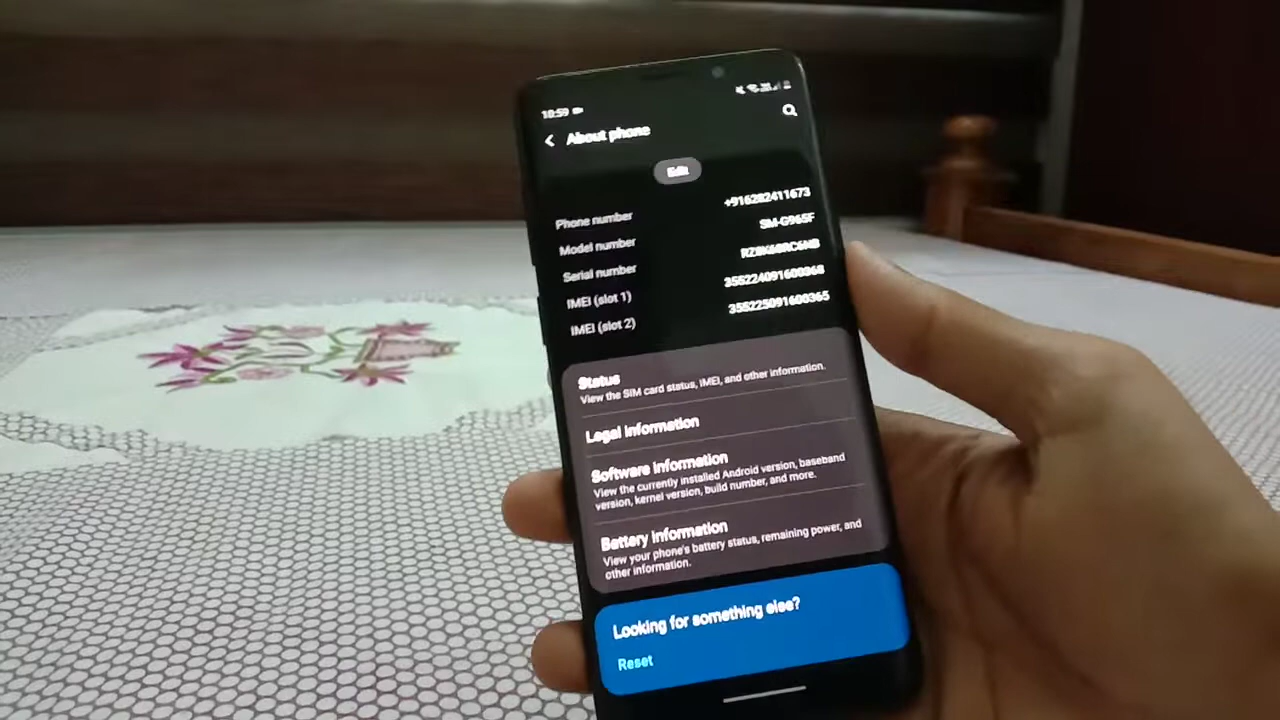 10:59
About phone
Edit
Phone number +916282411673
Model number SM-G965F
Serial number
IMEI (slot 1) 355224091600368
IMEI (slot 2) 355225091600365
Status
View the SIM card status, IMEI, and other information.
Legal information
Software information
View the currently installed Android version, baseband
version, kernel version, build number, and more.
Battery information
View your phone's battery status, remaining power, and
other information.
Looking for something else?
Reset